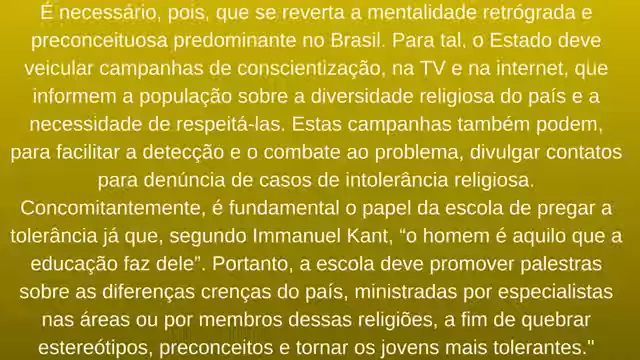 É necessário, pois, que se reverta a mentalidade retrógrada e
preconceituosa predominante no Brasil. Para tal, o Estado deve
veicular campanhas de conscientização, na TV e na internet, que
informem a população sobre a diversidade religiosa do país e a
necessidade de respeitá-las. Estas campanhas também podem,
para facilitar a detecção e o combate ao problema, divulgar contatos
para denúncia de casos de intolerância religiosa.
Concomitantemente, é fundamental o papel da escola de pregar a
tolerância já que, segundo Immanuel Kant, “o homem é aquilo que a
educação faz dele”. Portanto, a escola deve promover palestras
sobre as diferenças crenças do país, ministradas por especialistas
nas áreas ou por membros dessas religiões, a fim de quebrar
estereótipos, preconceitos e tornar os jovens mais tolerantes."